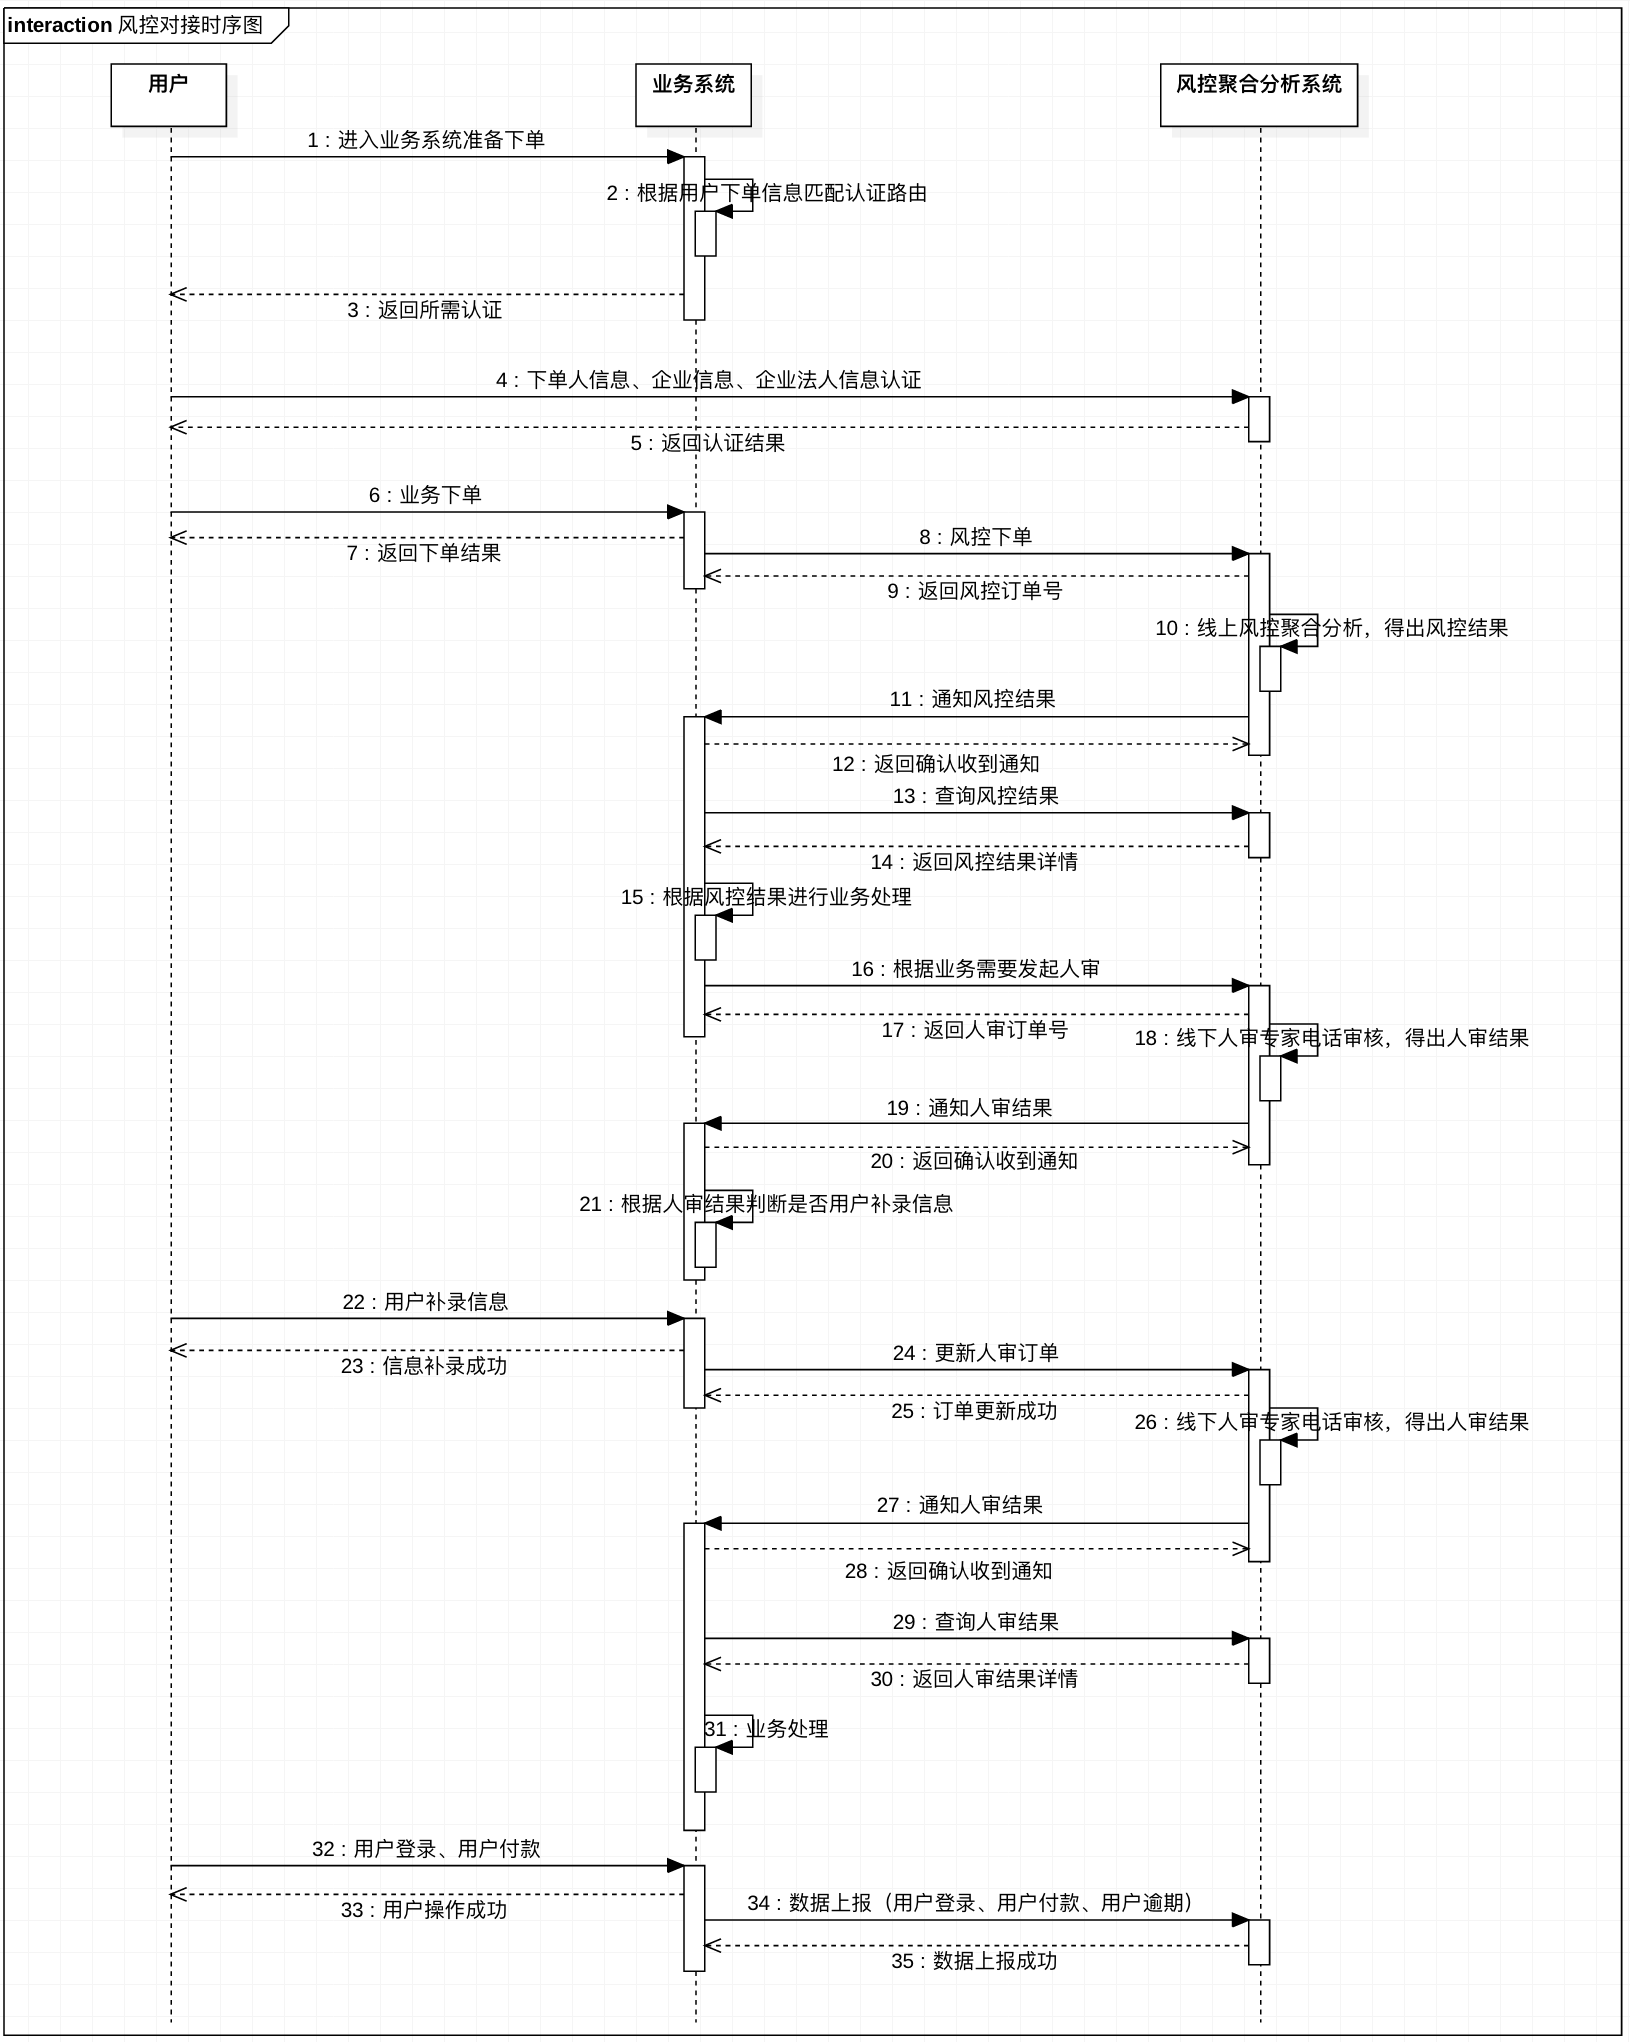 interaction 风控对接时序图
用户
业务系统
风控聚合分析系统
1 : 进入业务系统准备下单
2 : 根据用户下单信息匹配认证路由
3 : 返回所需认证
4 : 下单人信息、企业信息、企业法人信息认证
5 : 返回认证结果
6 : 业务下单
7 : 返回下单结果
8 : 风控下单
9 : 返回风控订单号
10 : 线上风控聚合分析，得出风控结果
11 : 通知风控结果
12 : 返回确认收到通知
13 : 查询风控结果
14 : 返回风控结果详情
15 : 根据风控结果进行业务处理
16 : 根据业务需要发起人审
17 : 返回人审订单号
18 : 线下人审专家电话审核，得出人审结果
19 : 通知人审结果
20 : 返回确认收到通知
21 : 根据人审结果判断是否用户补录信息
22 : 用户补录信息
23 : 信息补录成功
24 : 更新人审订单
25 : 订单更新成功
26 : 线下人审专家电话审核，得出人审结果
27 : 通知人审结果
28 : 返回确认收到通知
29 : 查询人审结果
30 : 返回人审结果详情
31 : 业务处理
32 : 用户登录、用户付款
33 : 用户操作成功
34 : 数据上报（用户登录、用户付款、用户逾期）
35 : 数据上报成功